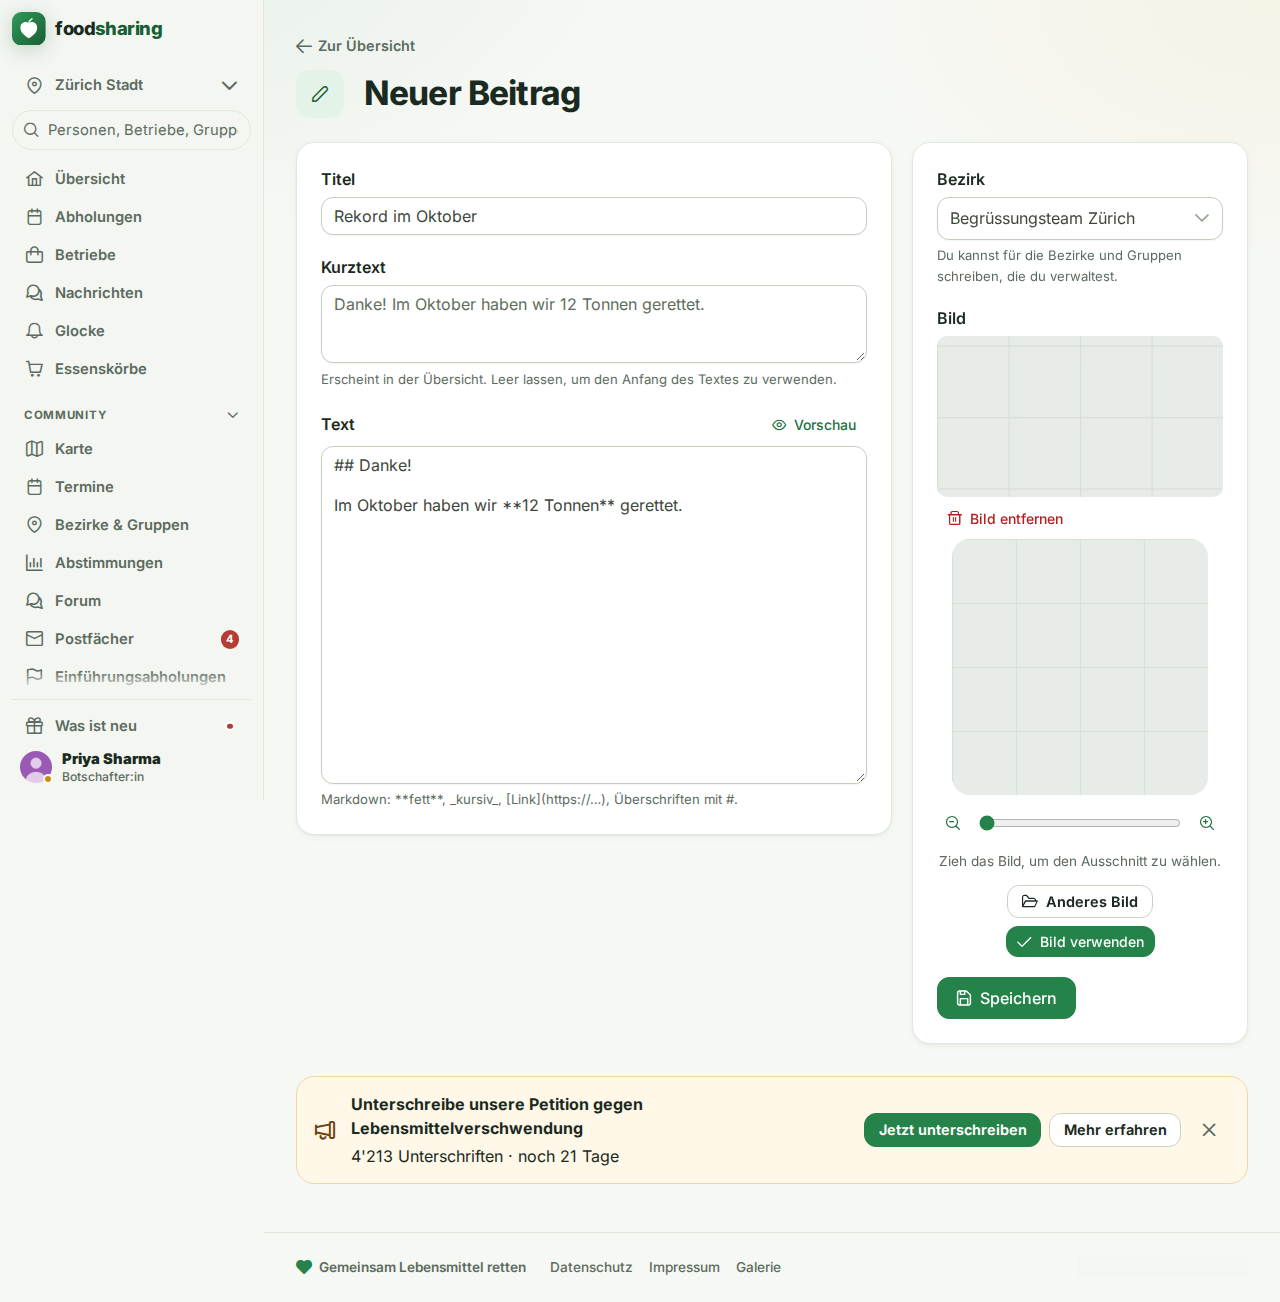 foodsharing
Zürich Stadt
Personen, Betriebe, Grupp
Übersicht
Abholungen
Betriebe
Nachrichten
Glocke
Essenskörbe
COMMUNITY
Karte
Termine
Bezirke & Gruppen
Abstimmungen
Forum
Postfächer 4
Einführungsabholungen
Was ist neu
Priya Sharma
Botschafter:in
Zur Übersicht
Neuer Beitrag
Titel
Rekord im Oktober
Kurztext
Danke! Im Oktober haben wir 12 Tonnen gerettet.
Erscheint in der Übersicht. Leer lassen, um den Anfang des Textes zu verwenden.
Text
Vorschau
## Danke!
Im Oktober haben wir **12 Tonnen** gerettet.
Markdown: **fett**, _kursiv_, [Link](https://…), Überschriften mit #.
Bezirk
Begrüssungsteam Zürich
Du kannst für die Bezirke und Gruppen
schreiben, die du verwaltest.
Bild
Bild entfernen
Zieh das Bild, um den Ausschnitt zu wählen.
Anderes Bild
Bild verwenden
Speichern
Unterschreibe unsere Petition gegen
Lebensmittelverschwendung
4'213 Unterschriften · noch 21 Tage
Jetzt unterschreiben
Mehr erfahren
Gemeinsam Lebensmittel retten
Datenschutz
Impressum
Galerie